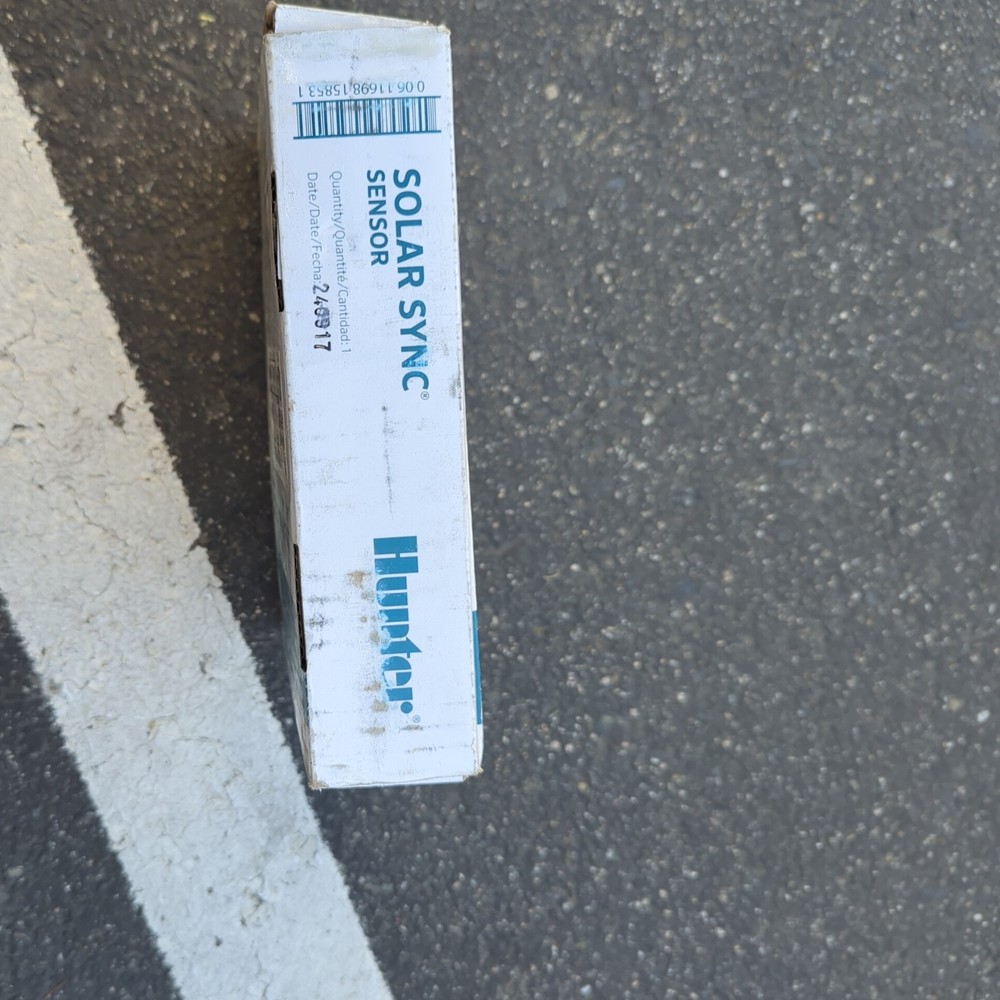 SOLAR SYNC®
SENSOR
Quantity/Quantité/Cantidad: 1
Date/Date/Fecha:240917
0 06 11698 15853 1
Hunter®